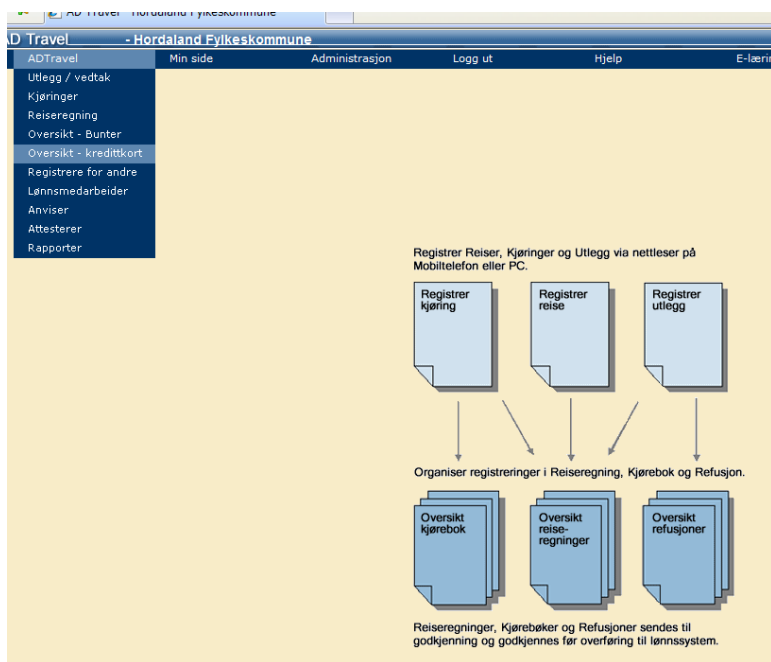 AD Travel - Hordaland Fylkeskommune
AD Travel - Hordaland Fylkeskommune
ADTravel Min side Administrasjon Logg ut Hjelp E-lærin
Utlegg / vedtak
Kjøringer
Reiseregning
Oversikt - Bunter
Oversikt - kredittkort
Registrere for andre
Lønnsmedarbeider
Anviser
Attesterer
Rapporter
Registrer Reiser, Kjøringer og Utlegg via nettleser på
Mobiltelefon eller PC.
Registrer
kjøring
Registrer
reise
Registrer
utlegg
Organiser registreringer i Reiseregning, Kjørebok og Refusjon.
Oversikt
kjørebok
Oversikt
reise-
regninger
Oversikt
refusjoner
Reiseregninger, Kjørebøker og Refusjoner sendes til
godkjenning og godkjennes før overføring til lønnssystem.